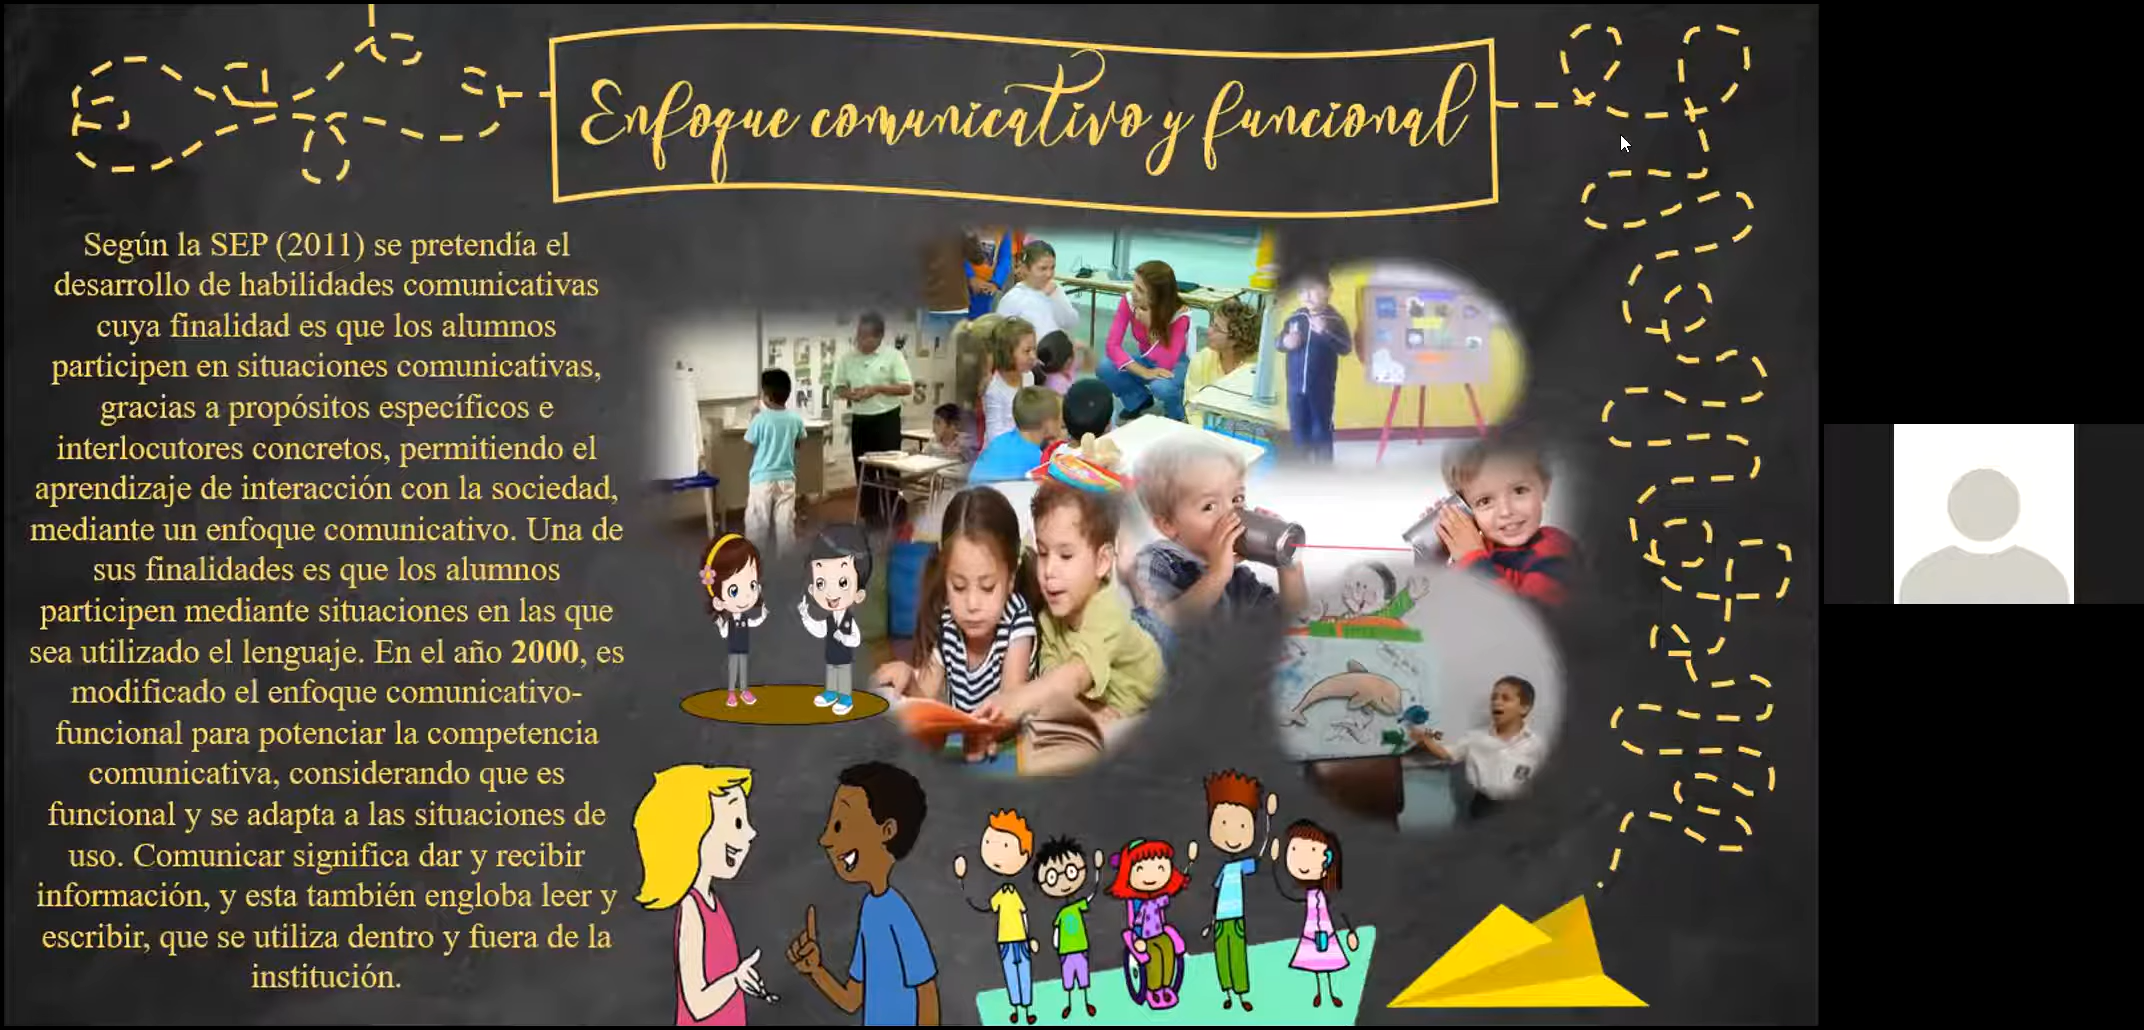 Enfoque comunicativo y funcional
Según la SEP (2011) se pretendía el
desarrollo de habilidades comunicativas
cuya finalidad es que los alumnos
participen en situaciones comunicativas,
gracias a propósitos específicos e
interlocutores concretos, permitiendo el
aprendizaje de interacción con la sociedad,
mediante un enfoque comunicativo. Una de
sus finalidades es que los alumnos
participen mediante situaciones en las que
sea utilizado el lenguaje. En el año 2000, es
modificado el enfoque comunicativo-
funcional para potenciar la competencia
comunicativa, considerando que es
funcional y se adapta a las situaciones de
uso. Comunicar significa dar y recibir
información, y esta también engloba leer y
escribir, que se utiliza dentro y fuera de la
institución.